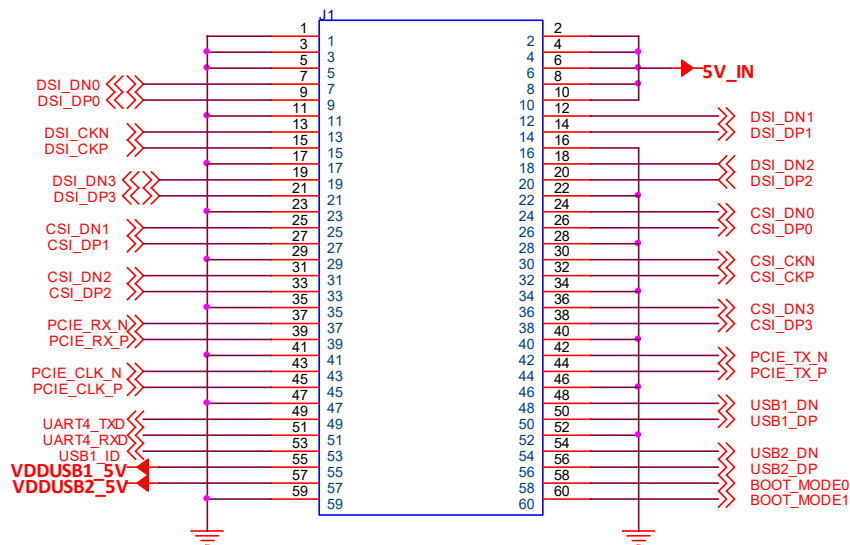 J1
1 1 2 2
3 3 4 4
5 5 6 6 5V_IN
DSI_DN0 7 7 8 8
DSI_DP0 9 9 10 10
11 11 12 12 DSI_DN1
DSI_CKN 13 13 14 14 DSI_DP1
DSI_CKP 15 15 16 16
17 17 18 18 DSI_DN2
DSI_DN3 19 19 20 20 DSI_DP2
DSI_DP3 21 21 22 22
23 23 24 24 CSI_DN0
CSI_DN1 25 25 26 26 CSI_DP0
CSI_DP1 27 27 28 28
29 29 30 30 CSI_CKN
CSI_DN2 31 31 32 32 CSI_CKP
CSI_DP2 33 33 34 34
35 35 36 36 CSI_DN3
PCIE_RX_N 37 37 38 38 CSI_DP3
PCIE_RX_P 39 39 40 40
41 41 42 42 PCIE_TX_N
PCIE_CLK_N 43 43 44 44 PCIE_TX_P
PCIE_CLK_P 45 45 46 46
47 47 48 48 USB1_DN
UART4_TXD 49 49 50 50 USB1_DP
UART4_RXD 51 51 52 52
USB1_ID 53 53 54 54 USB2_DN
VDDUSB1_5V 55 55 56 56 USB2_DP
VDDUSB2_5V 57 57 58 58 BOOT_MODE0
59 59 60 60 BOOT_MODE1